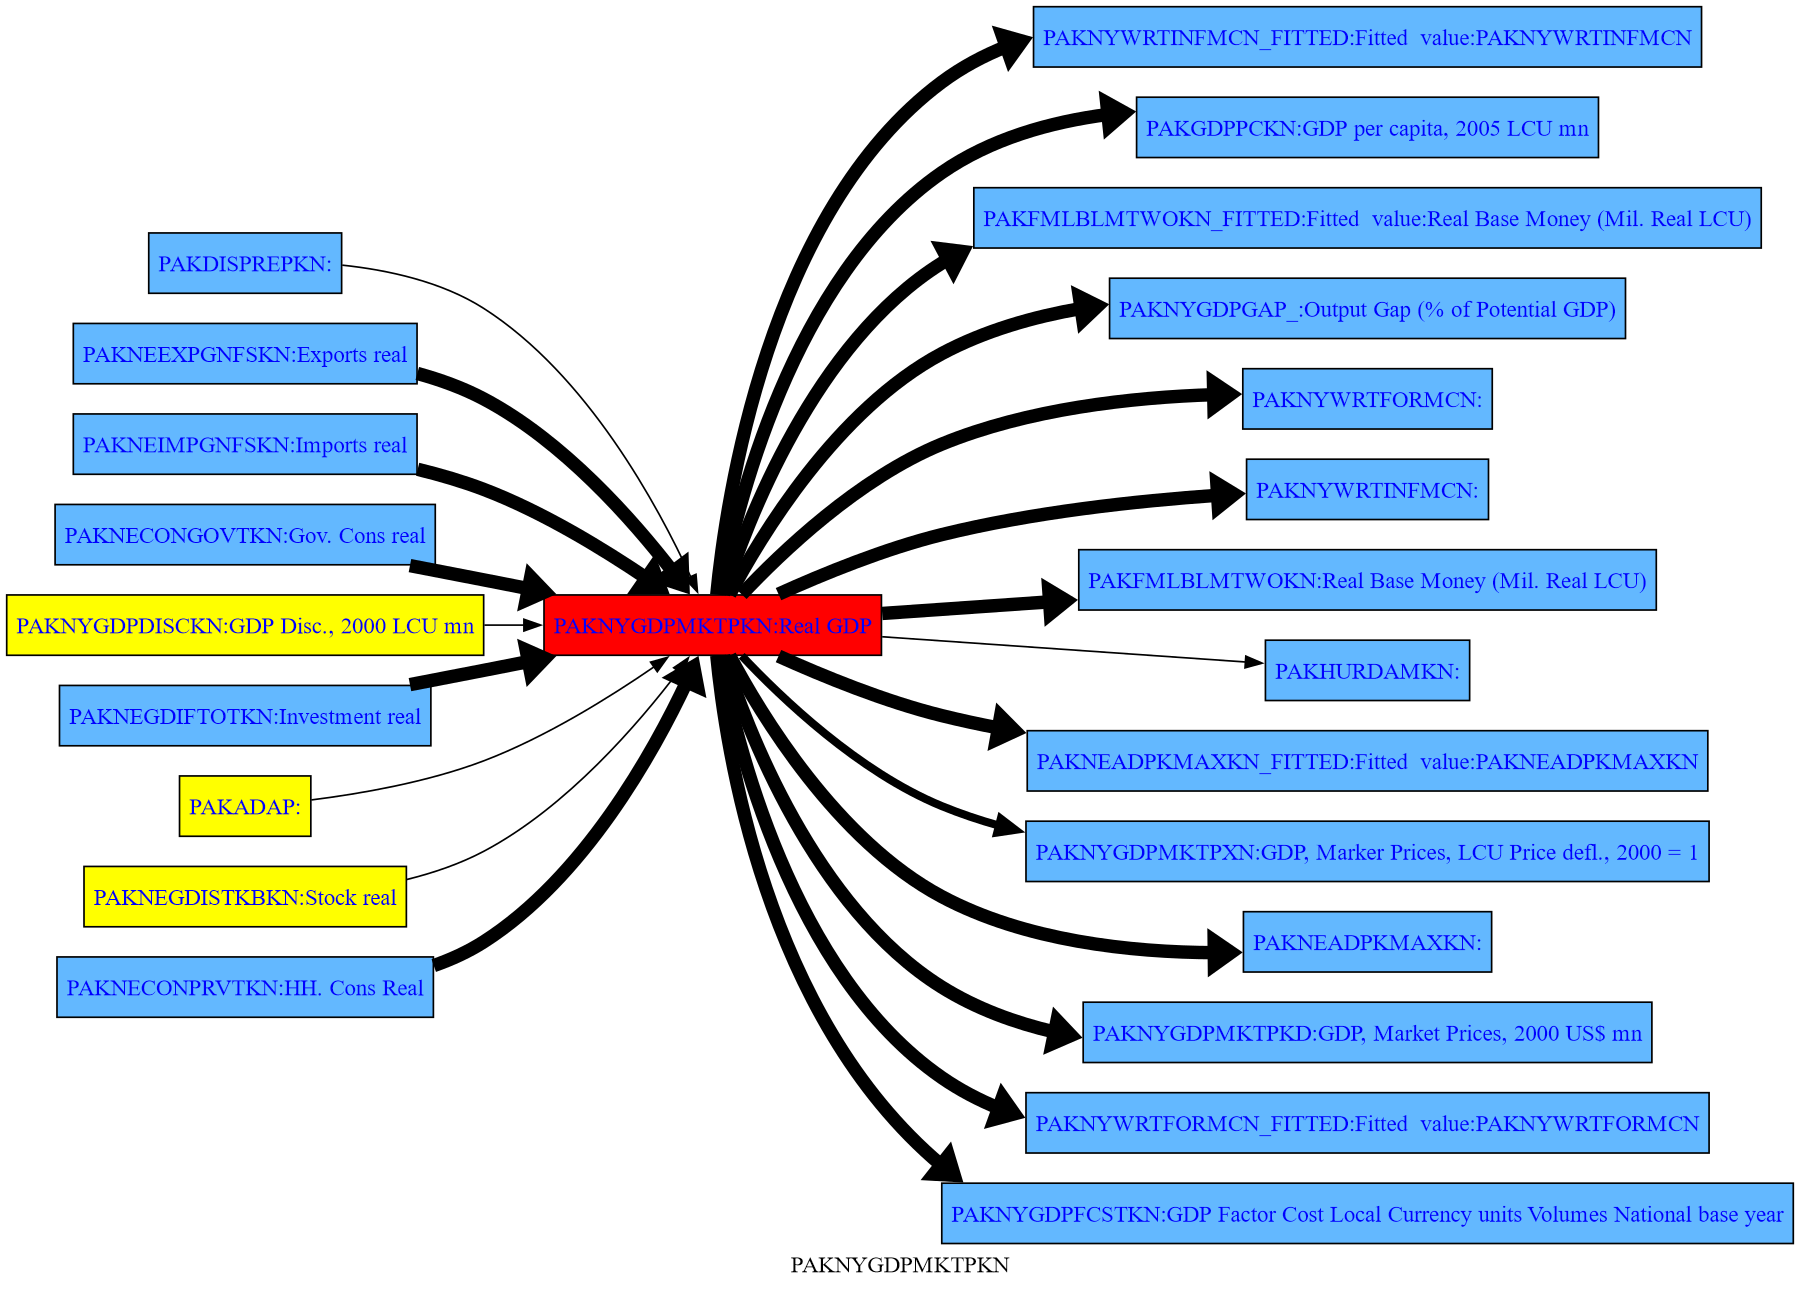 PAKDISPREPKN:
PAKNEEXPGNFSKN:Exports real
PAKNEIMPGNFSKN:Imports real
PAKNECONGOVTKN:Gov. Cons real
PAKNYGDPDISCKN:GDP Disc., 2000 LCU mn
PAKNEGDIFTOTKN:Investment real
PAKADAP:
PAKNEGDISTKBKN:Stock real
PAKNECONPRVTKN:HH. Cons Real
PAKNYGDPMKTPKN:Real GDP
PAKNYWRTINFMCN_FITTED:Fitted  value:PAKNYWRTINFMCN
PAKGDPPCKN:GDP per capita, 2005 LCU mn
PAKFMLBLMTWOKN_FITTED:Fitted  value:Real Base Money (Mil. Real LCU)
PAKNYGDPGAP_:Output Gap (% of Potential GDP)
PAKNYWRTFORMCN:
PAKNYWRTINFMCN:
PAKFMLBLMTWOKN:Real Base Money (Mil. Real LCU)
PAKHURDAMKN:
PAKNEADPKMAXKN_FITTED:Fitted  value:PAKNEADPKMAXKN
PAKNYGDPMKTPXN:GDP, Marker Prices, LCU Price defl., 2000 = 1
PAKNEADPKMAXKN:
PAKNYGDPMKTPKD:GDP, Market Prices, 2000 US$ mn
PAKNYWRTFORMCN_FITTED:Fitted  value:PAKNYWRTFORMCN
PAKNYGDPFCSTKN:GDP Factor Cost Local Currency units Volumes National base year
PAKNYGDPMKTPKN